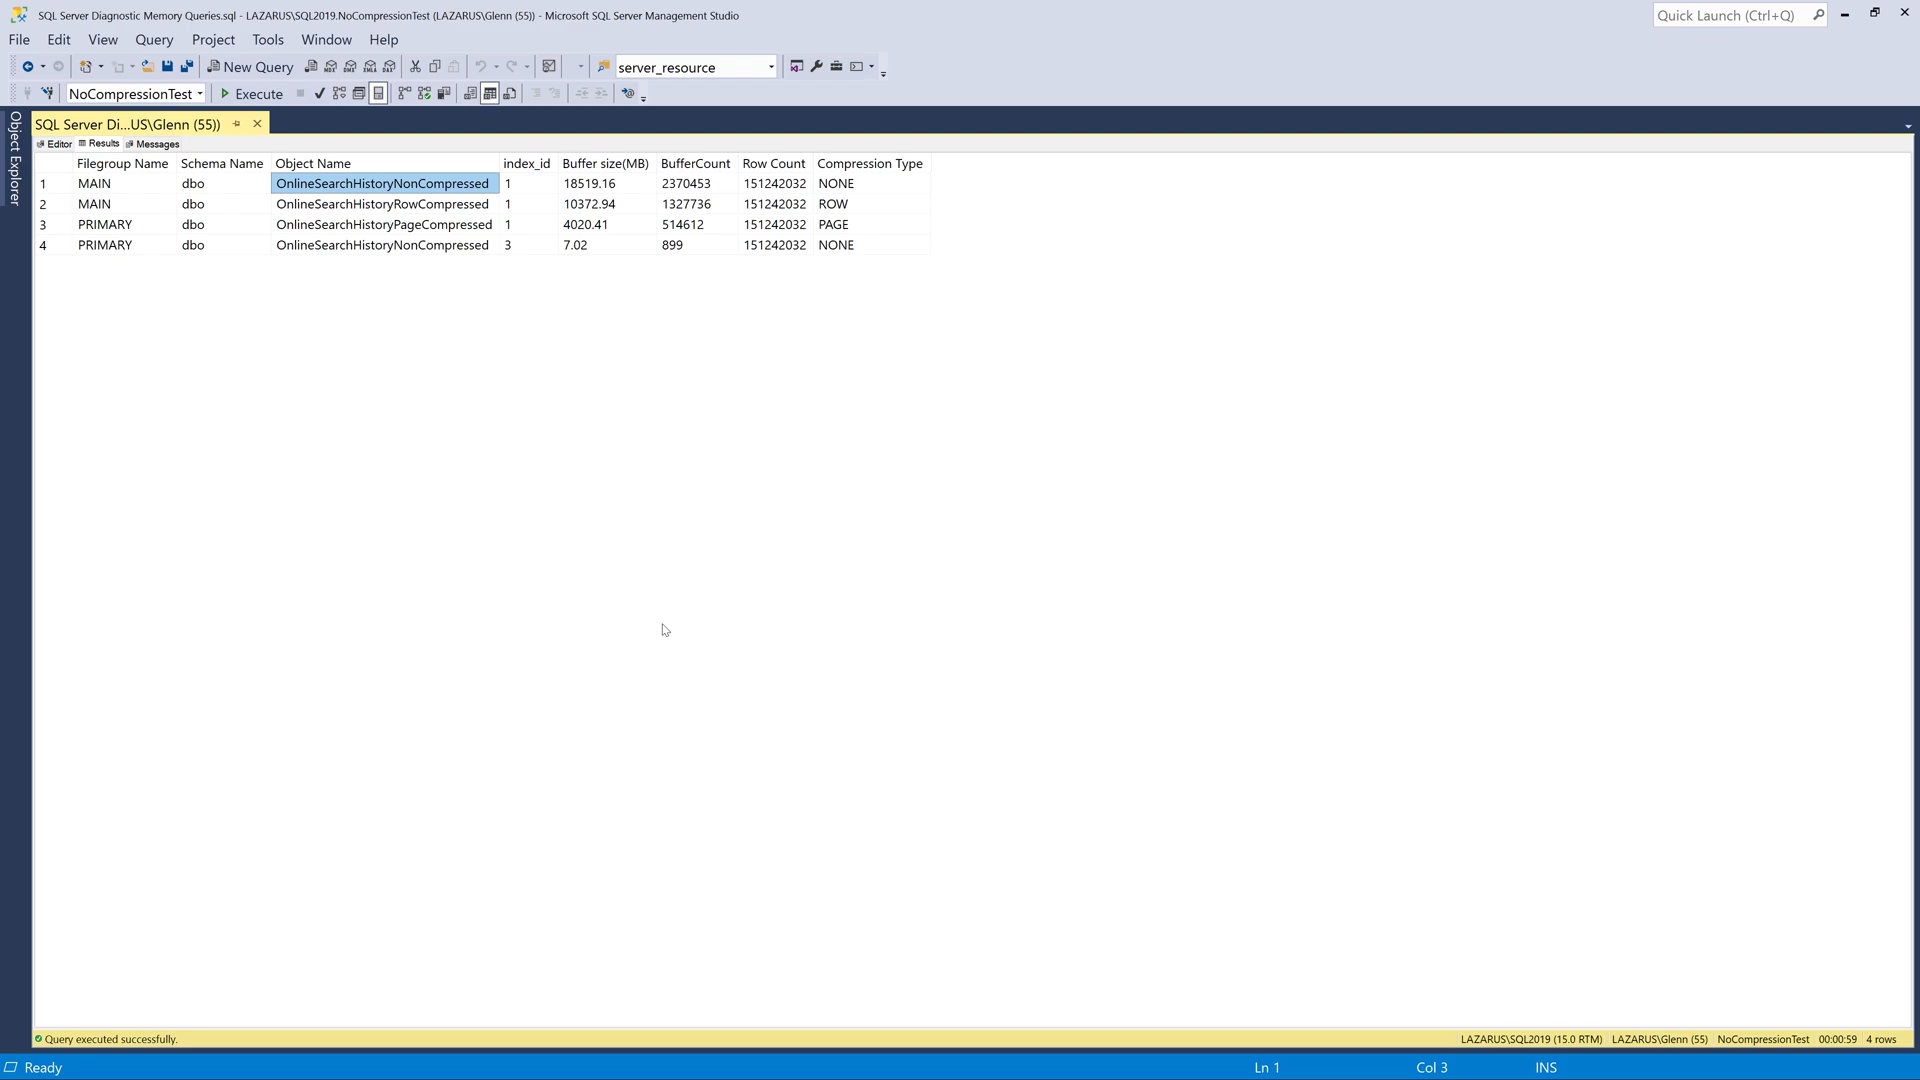 SQL Server Diagnostic Memory Queries.sql - LAZARUS\SQL2019.NoCompressionTest (LAZARUS\Glenn (55)) - Microsoft SQL Server Management Studio
Quick Launch (Ctrl+Q)
File Edit View Query Project Tools Window Help
New Query MDX DMX XMLA DAX server_resource
NoCompressionTest Execute
Object Explorer
SQL Server Di...US\Glenn (55))
Editor Results Messages
Filegroup Name Schema Name Object Name index_id Buffer size(MB) BufferCount Row Count Compression Type
1 MAIN dbo OnlineSearchHistoryNonCompressed 1 18519.16 2370453 151242032 NONE
2 MAIN dbo OnlineSearchHistoryRowCompressed 1 10372.94 1327736 151242032 ROW
3 PRIMARY dbo OnlineSearchHistoryPageCompressed 1 4020.41 514612 151242032 PAGE
4 PRIMARY dbo OnlineSearchHistoryNonCompressed 3 7.02 899 151242032 NONE
Query executed successfully. LAZARUS\SQL2019 (15.0 RTM) LAZARUS\Glenn (55) NoCompressionTest 00:00:59 4 rows
Ready Ln 1 Col 3 INS